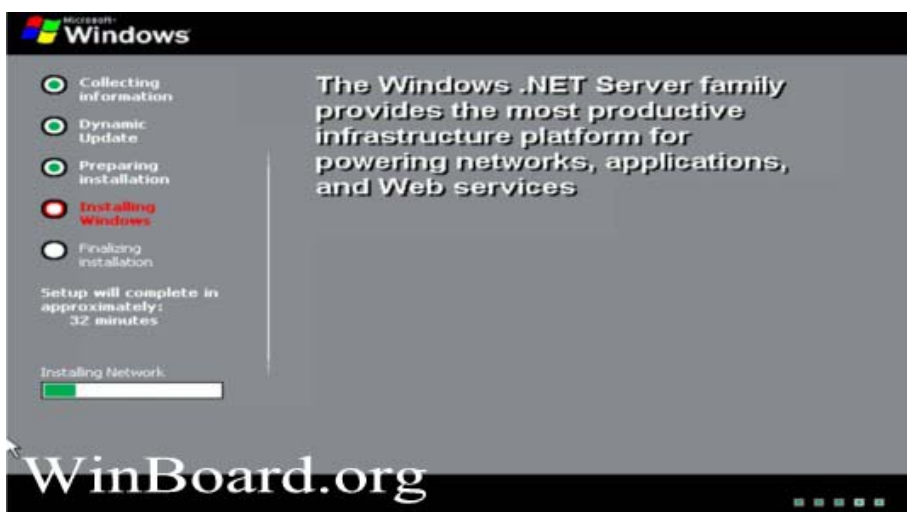 Microsoft
Windows
Collecting
information
Dynamic
Update
Preparing
installation
Installing
Windows
Finalizing
installation
Setup will complete in
approximately:
32 minutes
Installing Network
The Windows .NET Server family
provides the most productive
infrastructure platform for
powering networks, applications,
and Web services
WinBoard.org